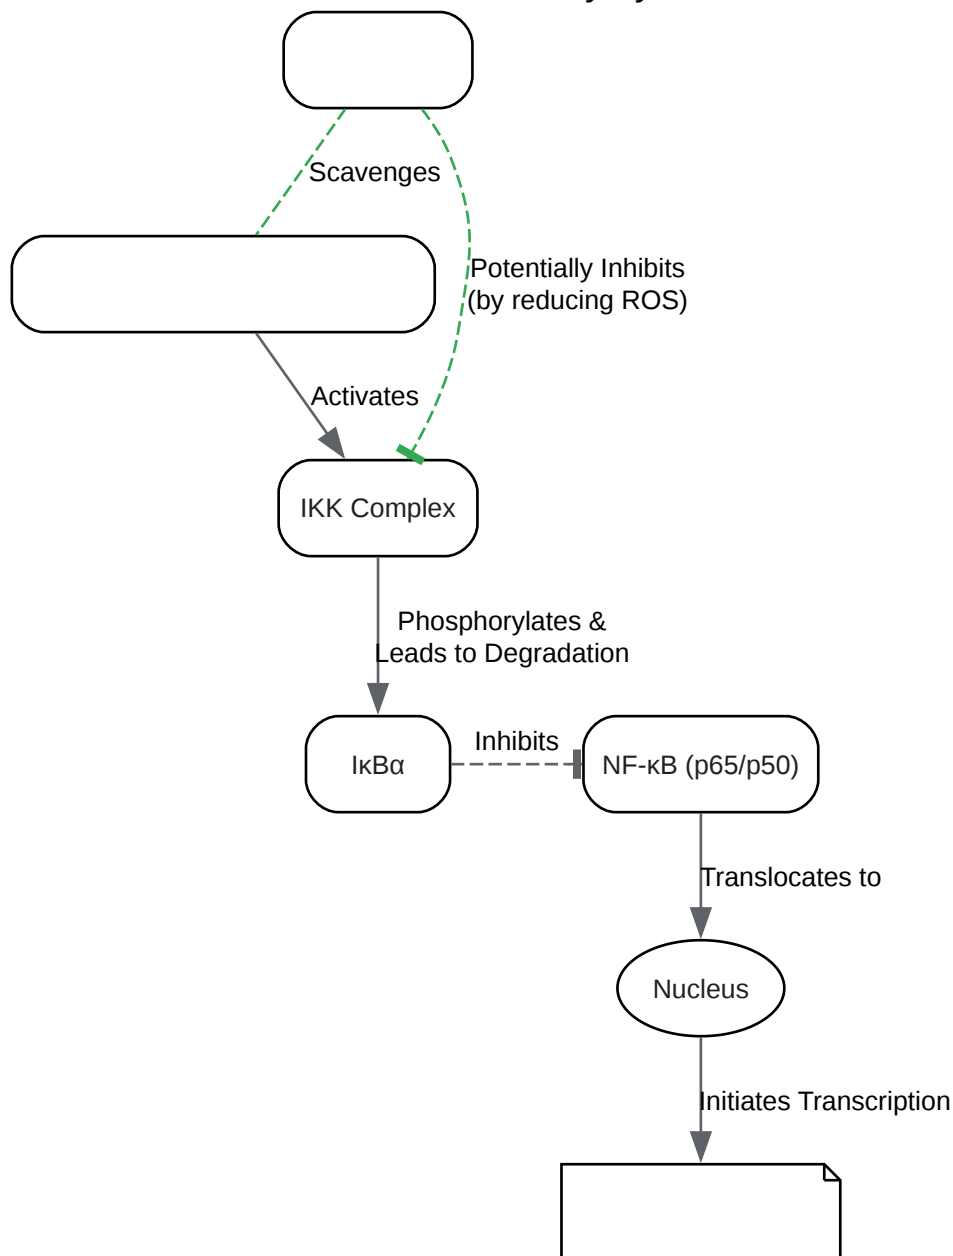 Scavenges
Potentially Inhibits
(by reducing ROS)
Activates
IKK Complex
Phosphorylates &
Leads to Degradation
IκBα
Inhibits
NF-κB (p65/p50)
Translocates to
Nucleus
Initiates Transcription